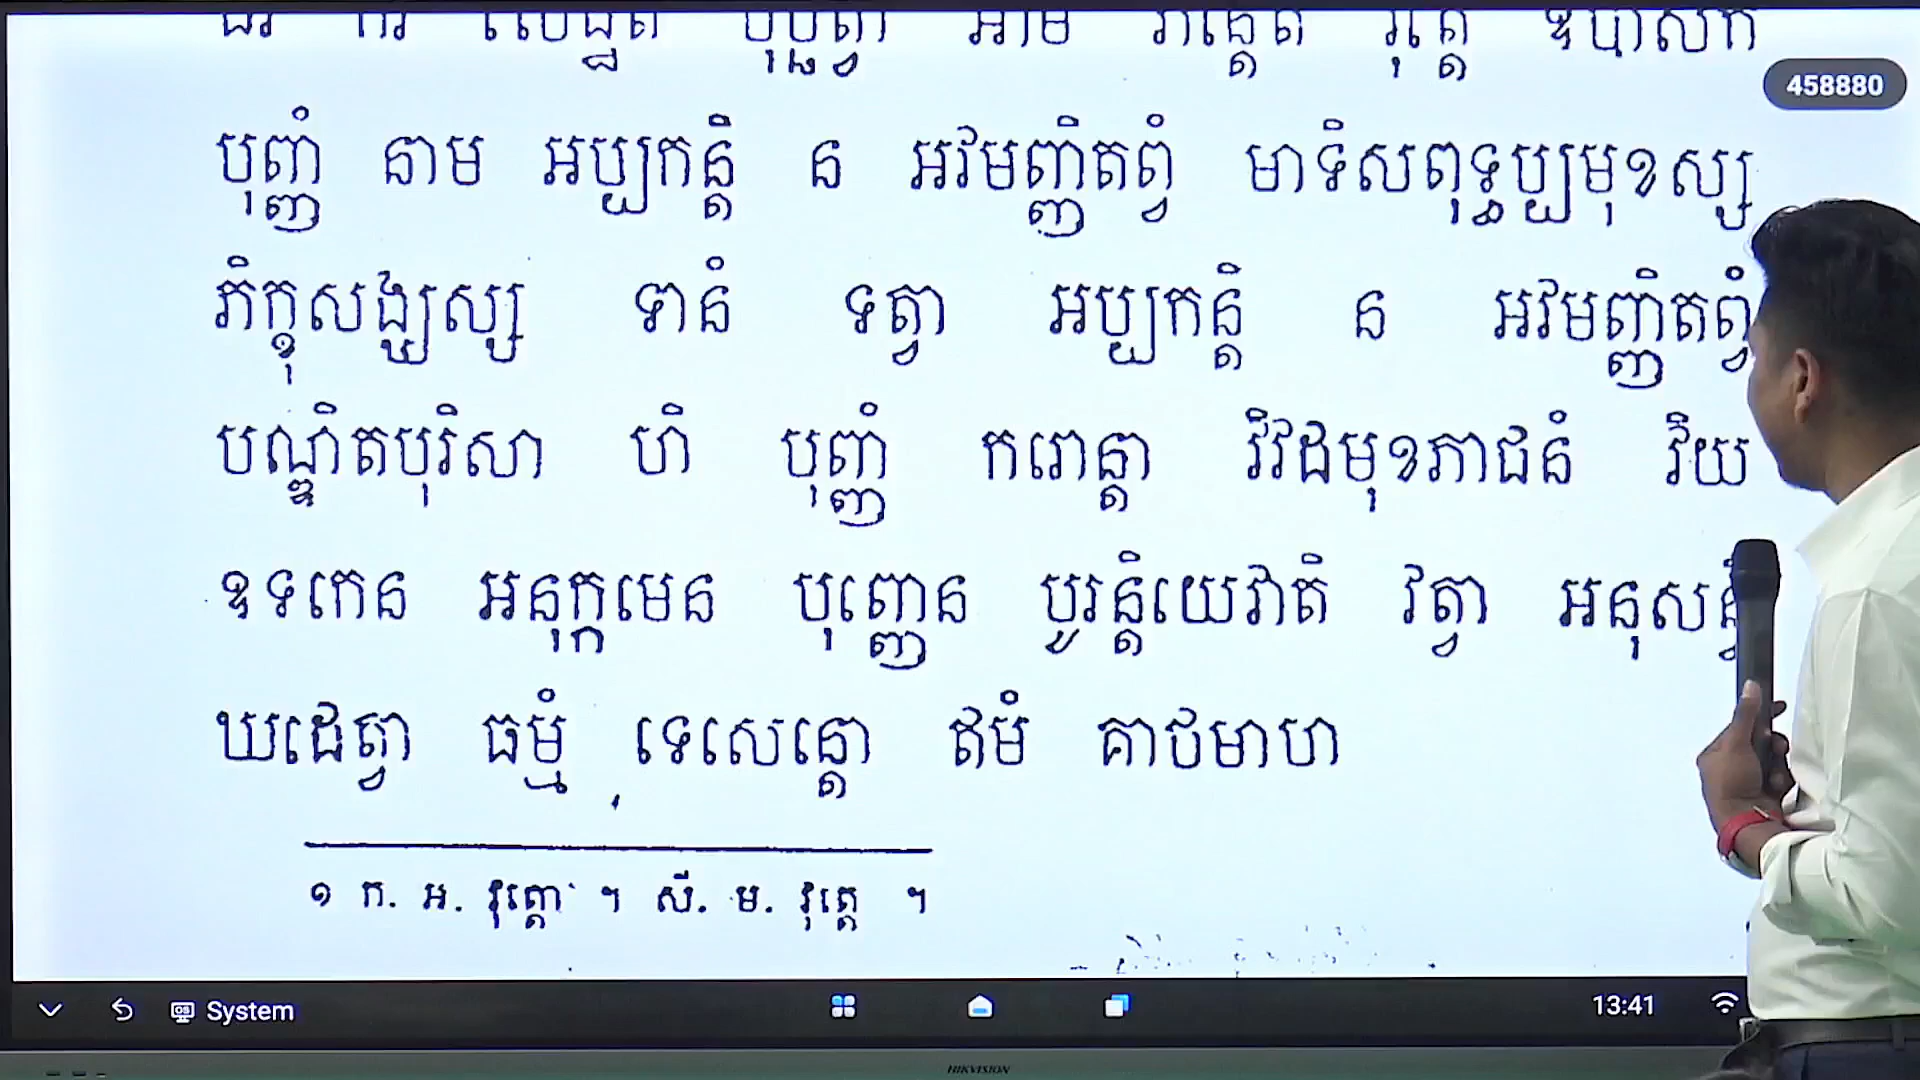 458880
បុញ្ញំ នាម អប្បកន្តិ ន អវមញ្ញិតព្វំ មាទិសពុទ្ធប្បមុខស្ស
ភិក្ខុសង្ឃស្ស ទានំ ទត្វា អប្បកន្តិ ន អវមញ្ញិតព្វំ
បណ្ឌិតបុរិសា ហិ បុញ្ញំ ករោន្តា វិវដមុខភាជនំ វិយ
ឧទកេន អនុក្កមេន បុញ្ញេន បូរន្តិយេវាតិ វត្វា
ឃដេត្វា ធម្មំ ទេសេន្តោ ឥមំ គាថមាហ
១ ក. អ. វុត្តោ ។ សី. ម. វុត្តេ ។
System 13:41
HIKVISION